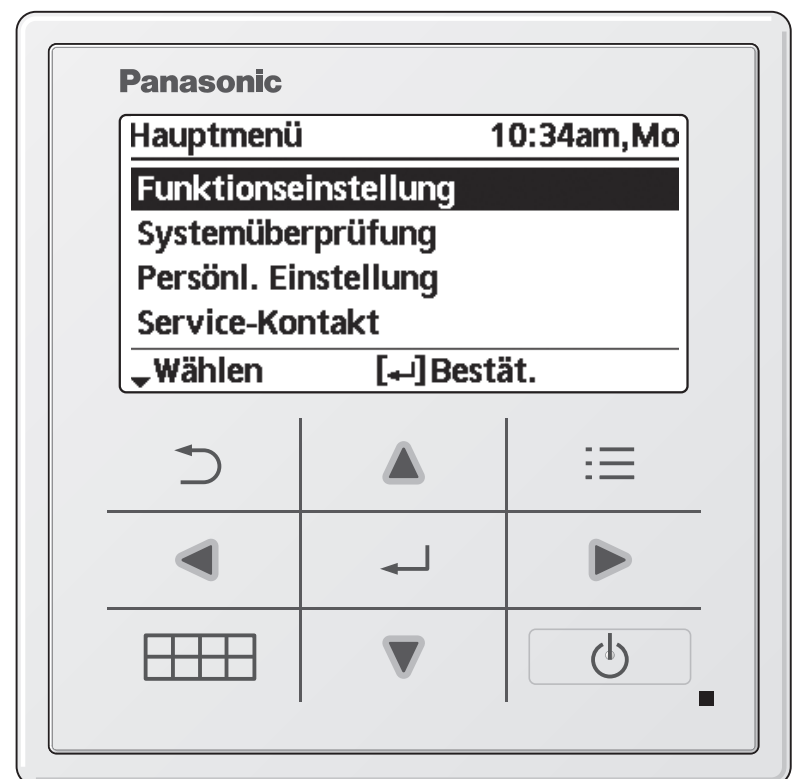 Panasonic
Hauptmenü 10:34am,Mo
Funktionseinstellung
Systemüberprüfung
Persönl. Einstellung
Service-Kontakt
Wählen [↵]Bestät.